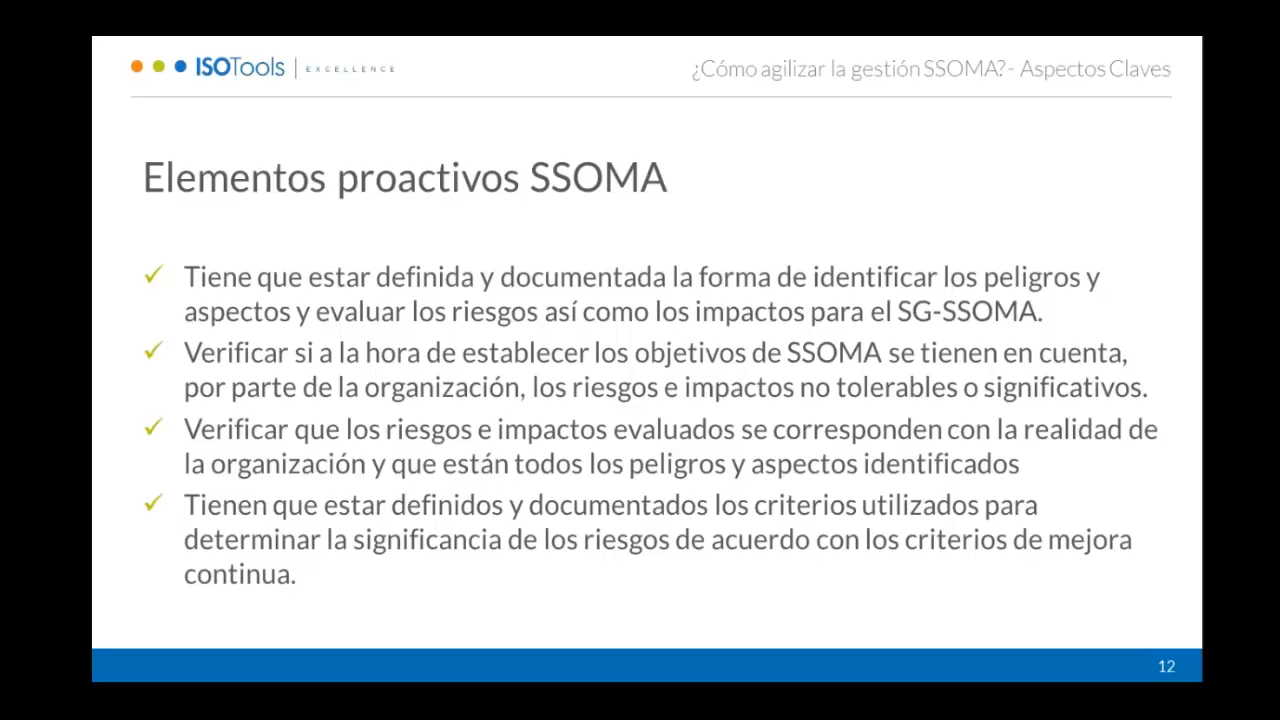 ISOTools | EXCELLENCE
¿Cómo agilizar la gestión SSOMA?- Aspectos Claves
Elementos proactivos SSOMA
✓ Tiene que estar definida y documentada la forma de identificar los peligros y
aspectos y evaluar los riesgos así como los impactos para el SG-SSOMA.
✓ Verificar si a la hora de establecer los objetivos de SSOMA se tienen en cuenta,
por parte de la organización, los riesgos e impactos no tolerables o significativos.
✓ Verificar que los riesgos e impactos evaluados se corresponden con la realidad de
la organización y que están todos los peligros y aspectos identificados
✓ Tienen que estar definidos y documentados los criterios utilizados para
determinar la significancia de los riesgos de acuerdo con los criterios de mejora
continua.
12